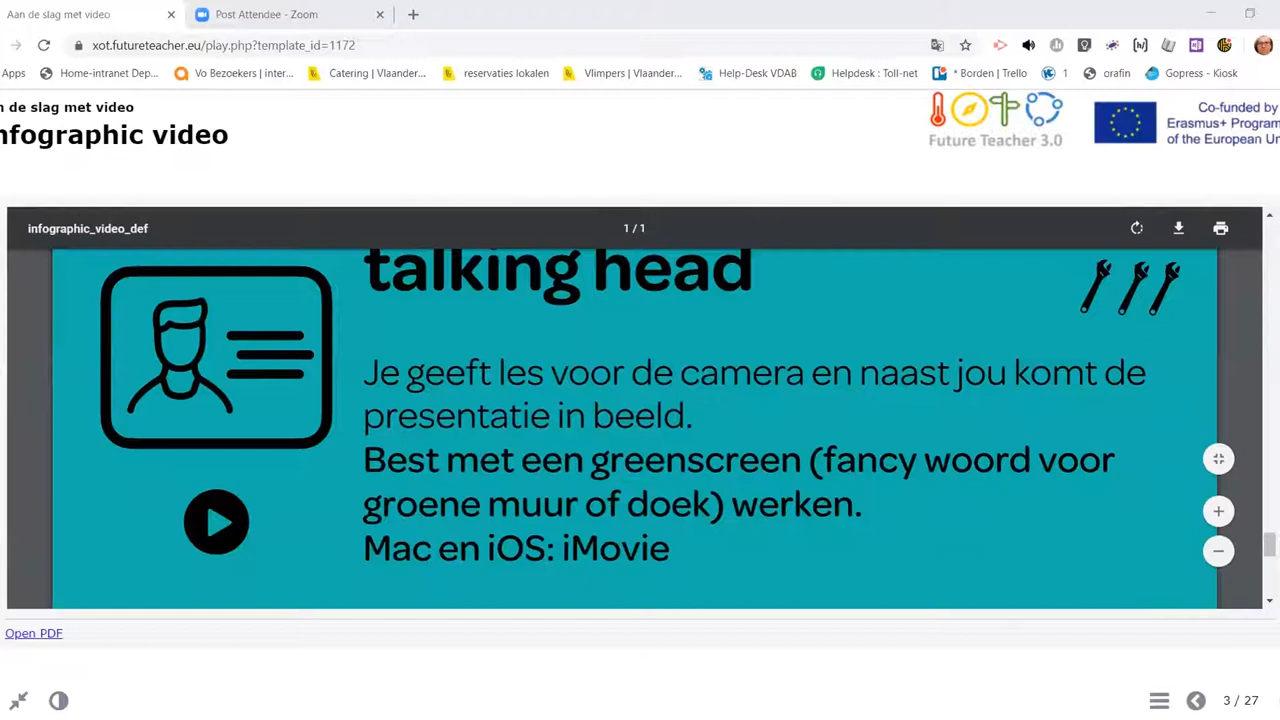 Aan de slag met video
Post Attendee - Zoom
xot.futureteacher.eu/play.php?template_id=1172
Apps
Home-intranet Dep...
Vo Bezoekers | inter...
Catering | Vlaander...
reservaties lokalen
Vlimpers | Vlaander...
Help-Desk VDAB
Helpdesk : Toll-net
* Borden | Trello
1
orafin
Gopress - Kiosk
n de slag met video
nfographic video
Future Teacher 3.0
Co-funded by
Erasmus+ Program
of the European Un
infographic_video_def
1 / 1
talking head
Je geeft les voor de camera en naast jou komt de
presentatie in beeld.
Best met een greenscreen (fancy woord voor
groene muur of doek) werken.
Mac en iOS: iMovie
Open PDF
3 / 27